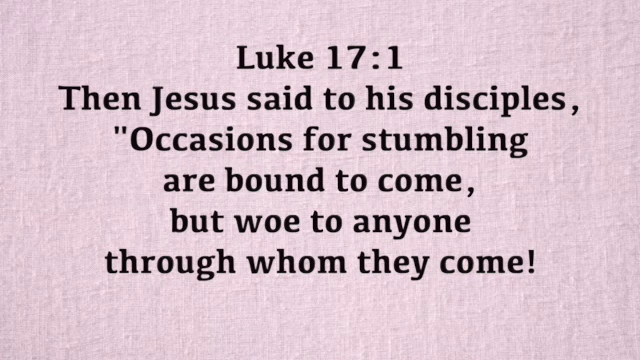 Luke 17:1
Then Jesus said to his disciples,
"Occasions for stumbling
are bound to come,
but woe to anyone
through whom they come!